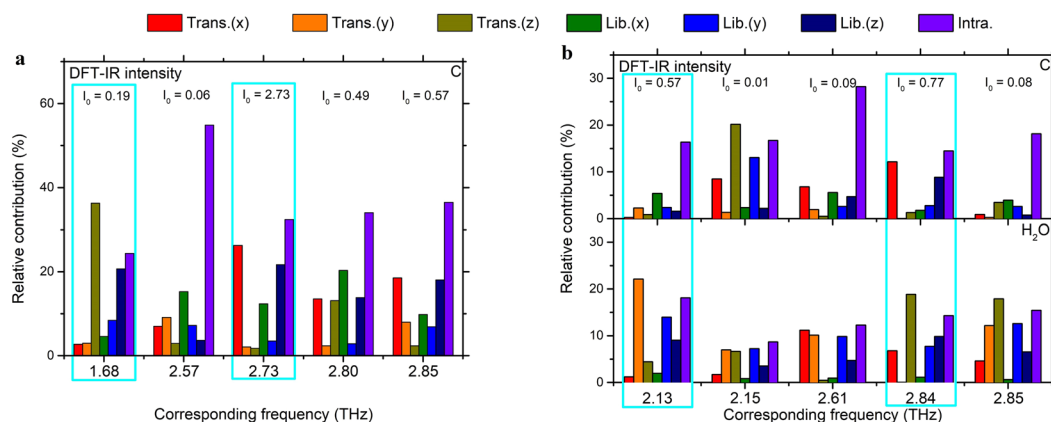 Trans.(x) Trans.(y) Trans.(z) Lib.(x) Lib.(y) Lib.(z) Intra.
a
DFT-IR intensity C
I0 = 0.19 I0 = 0.06 I0 = 2.73 I0 = 0.49 I0 = 0.57
60
40
20
0
Relative contribution (%)
1.68 2.57 2.73 2.80 2.85
Corresponding frequency (THz)
b
DFT-IR intensity C
I0 = 0.57 I0 = 0.01 I0 = 0.09 I0 = 0.77 I0 = 0.08
30
20
10
0
Relative contribution (%)
H2O
30
20
10
0
Relative contribution (%)
2.13 2.15 2.61 2.84 2.85
Corresponding frequency (THz)